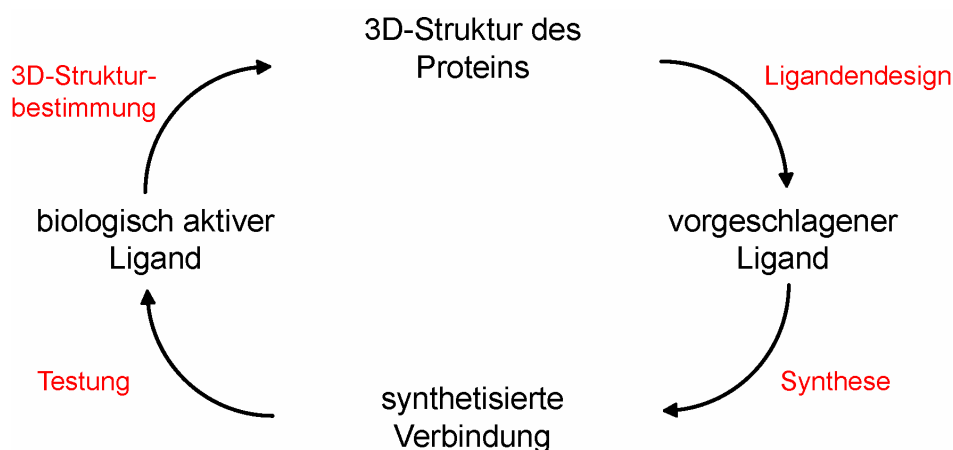 3D-Struktur des
Proteins
3D-Struktur-
bestimmung
Ligandendesign
biologisch aktiver
Ligand
vorgeschlagener
Ligand
Testung
Synthese
synthetisierte
Verbindung